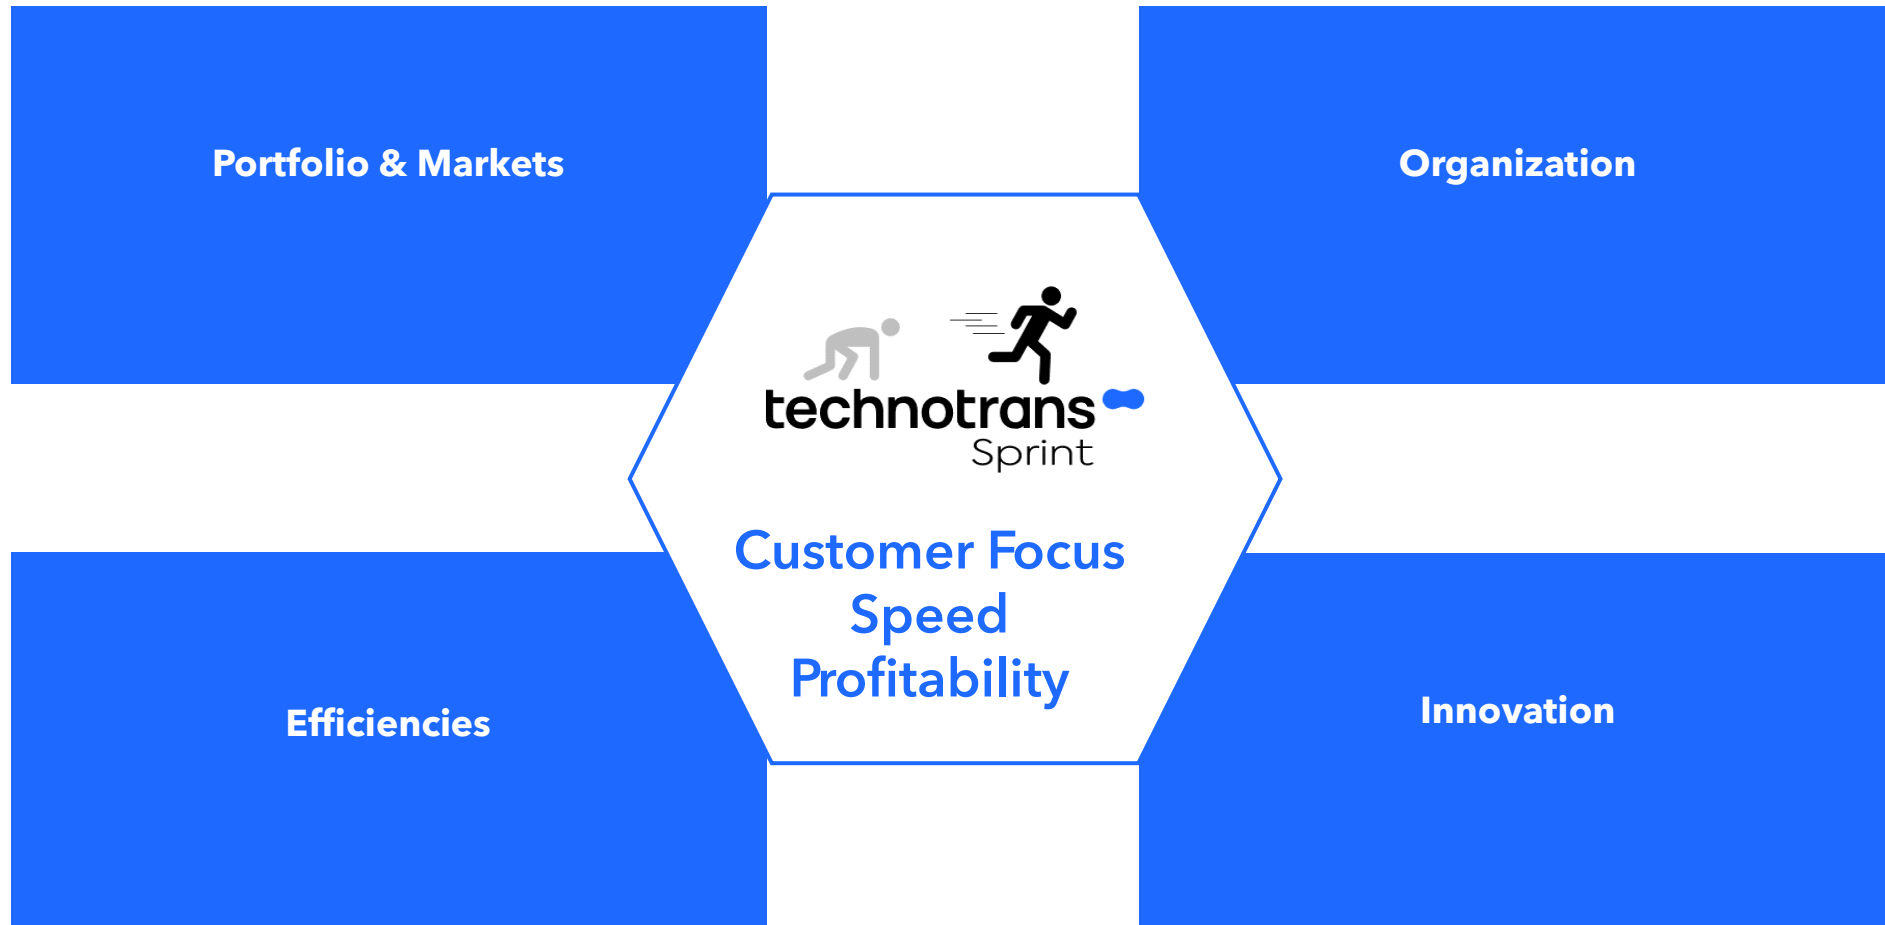 Portfolio & Markets
Organization
technotrans
Sprint
Customer Focus
Speed
Profitability
Efficiencies
Innovation